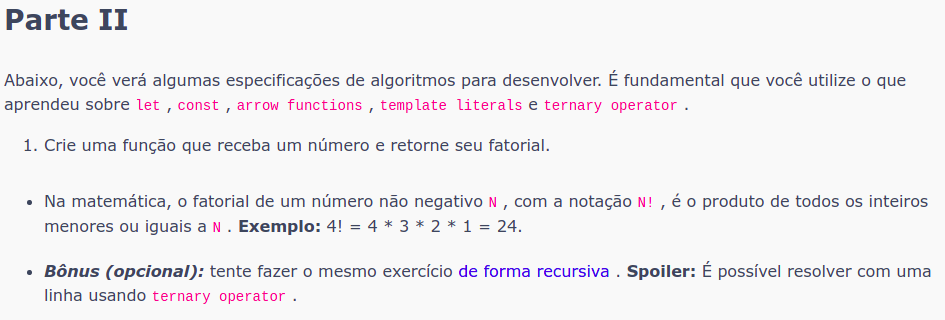 Parte II
Abaixo, você verá algumas especificações de algoritmos para desenvolver. É fundamental que você utilize o que
aprendeu sobre let , const , arrow functions , template literals e ternary operator .
1. Crie uma função que receba um número e retorne seu fatorial.
• Na matemática, o fatorial de um número não negativo N , com a notação N! , é o produto de todos os inteiros
menores ou iguais a N . Exemplo: 4! = 4 * 3 * 2 * 1 = 24.
• Bônus (opcional): tente fazer o mesmo exercício de forma recursiva . Spoiler: É possível resolver com uma
linha usando ternary operator .